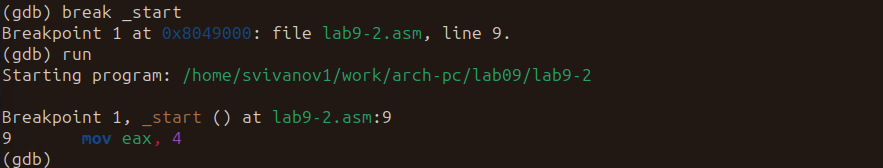 (gdb) break _start
Breakpoint 1 at 0x8049000: file lab9-2.asm, line 9.
(gdb) run
Starting program: /home/svivanov1/work/arch-pc/lab09/lab9-2

Breakpoint 1, _start () at lab9-2.asm:9
9	mov eax, 4
(gdb)